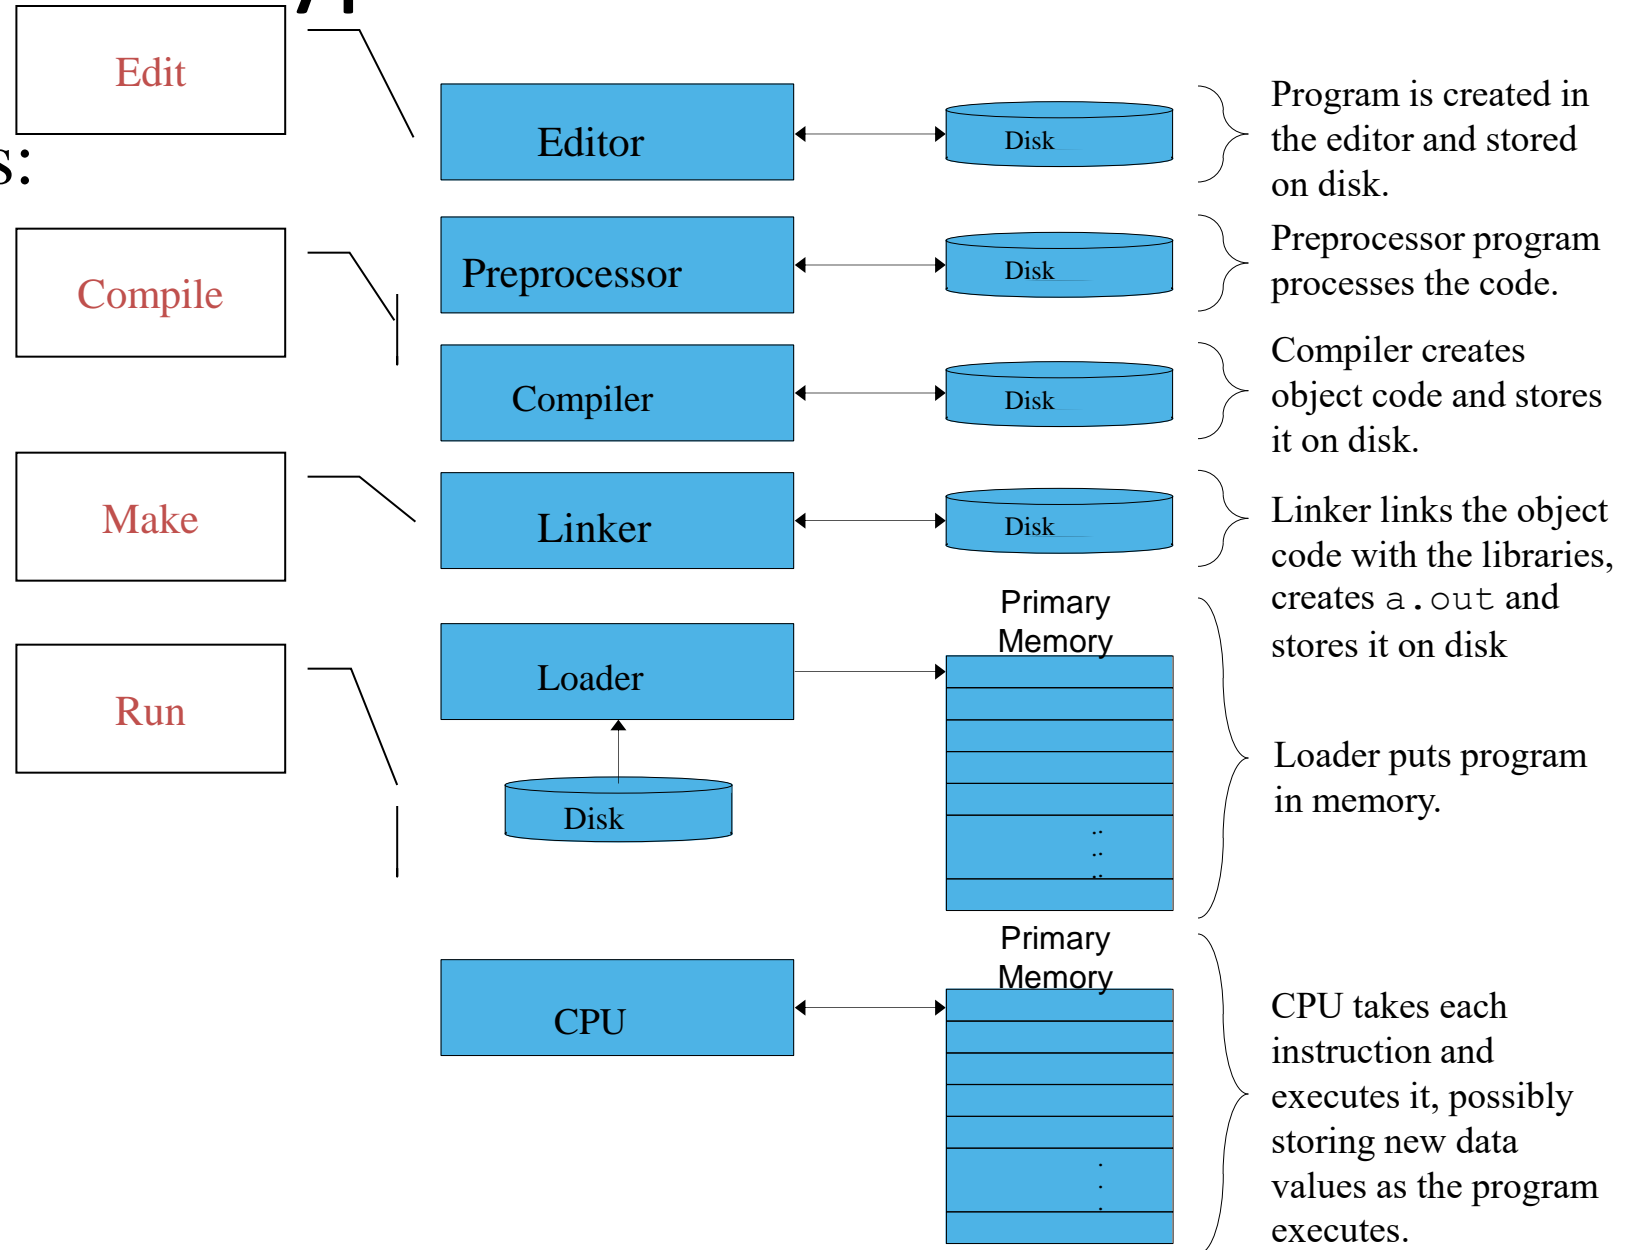 Edit
s:
Editor
Disk
Program is created in
the editor and stored
on disk.
Compile
Preprocessor
Disk
Preprocessor program
processes the code.
Compiler
Disk
Compiler creates
object code and stores
it on disk.
Make
Linker
Disk
Linker links the object
code with the libraries,
creates a.out and
stores it on disk
Run
Loader
Disk
Primary
Memory
Loader puts program
in memory.
CPU
Primary
Memory
CPU takes each
instruction and
executes it, possibly
storing new data
values as the program
executes.